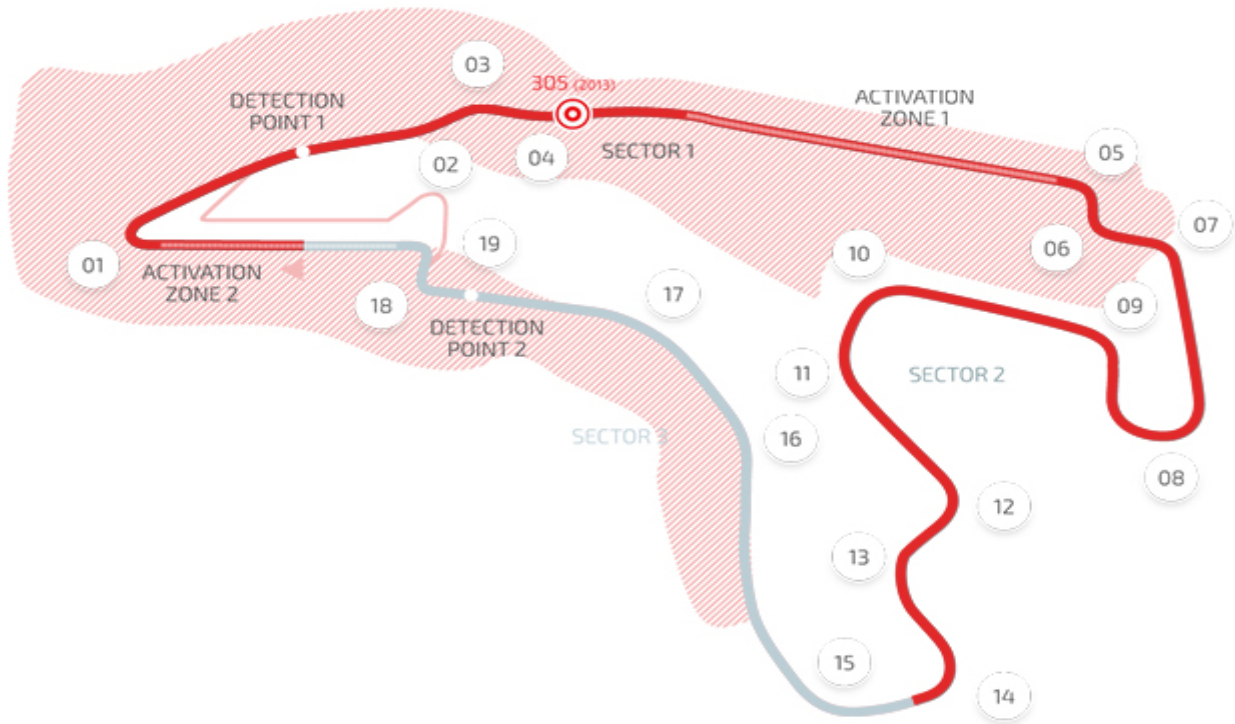 03
305 (2013)
DETECTION
POINT 1
ACTIVATION
ZONE 1
02
04
SECTOR 1
05
07
01
ACTIVATION
ZONE 2
19
10
06
18
DETECTION
POINT 2
17
09
11
SECTOR 2
SECTOR 3
16
08
12
13
15
14